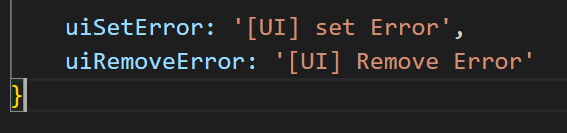 uiSetError: '[UI] set Error',
uiRemoveError: '[UI] Remove Error'
}